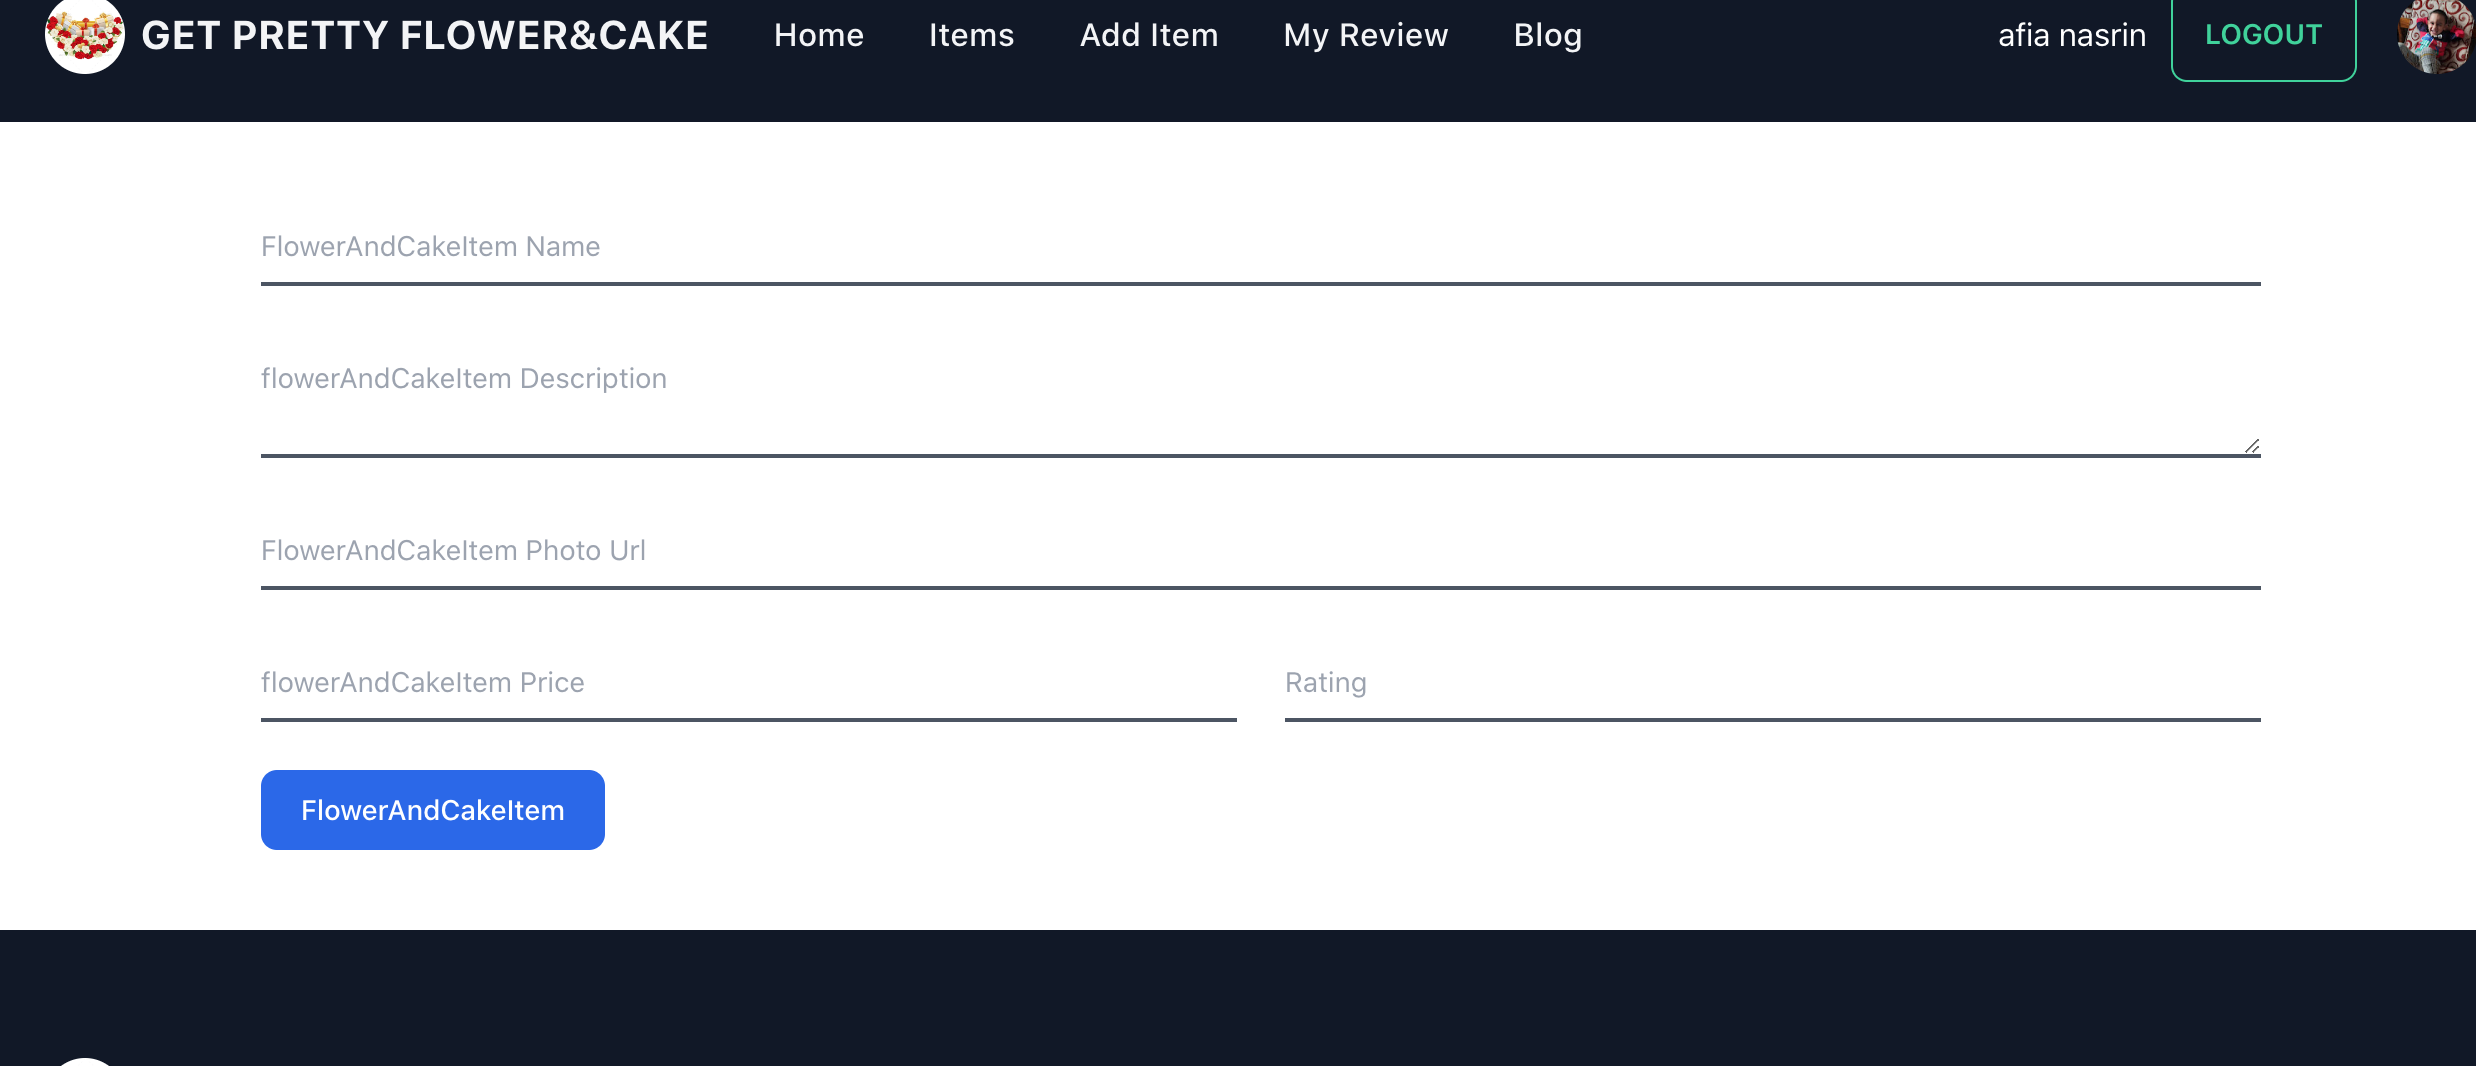 GET PRETTY FLOWER&CAKE Home Items Add Item My Review Blog afia nasrin LOGOUT
FlowerAndCakeItem Name
flowerAndCakeItem Description
FlowerAndCakeItem Photo Url
flowerAndCakeItem Price Rating
FlowerAndCakeItem